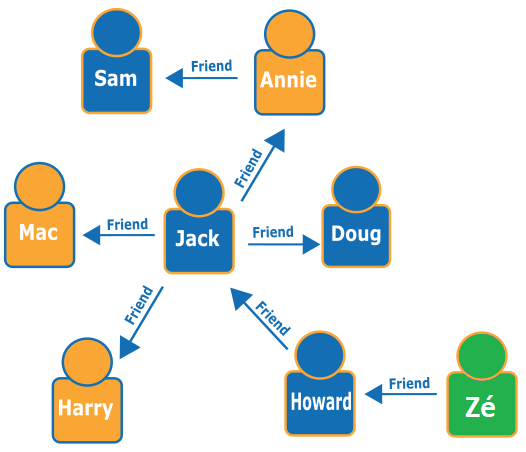 Sam
Friend
Annie
Friend
Mac
Friend
Jack
Friend
Doug
Friend
Friend
Harry
Howard
Friend
Zé